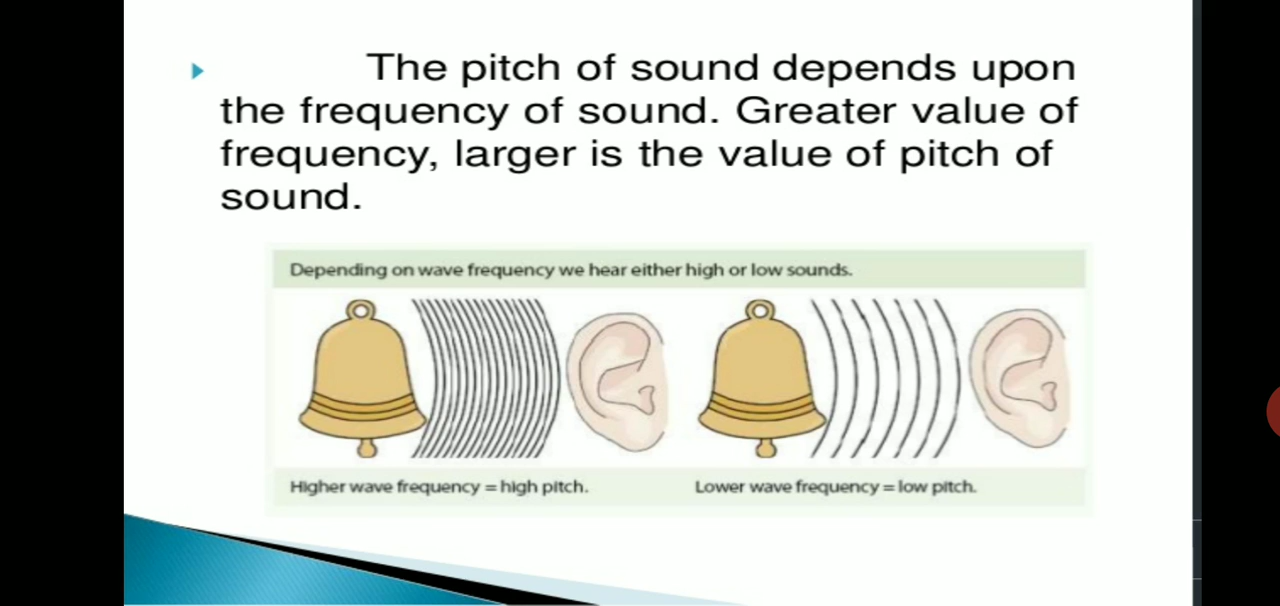 The pitch of sound depends upon
the frequency of sound. Greater value of
frequency, larger is the value of pitch of
sound.
Depending on wave frequency we hear either high or low sounds.
Higher wave frequency = high pitch.
Lower wave frequency = low pitch.